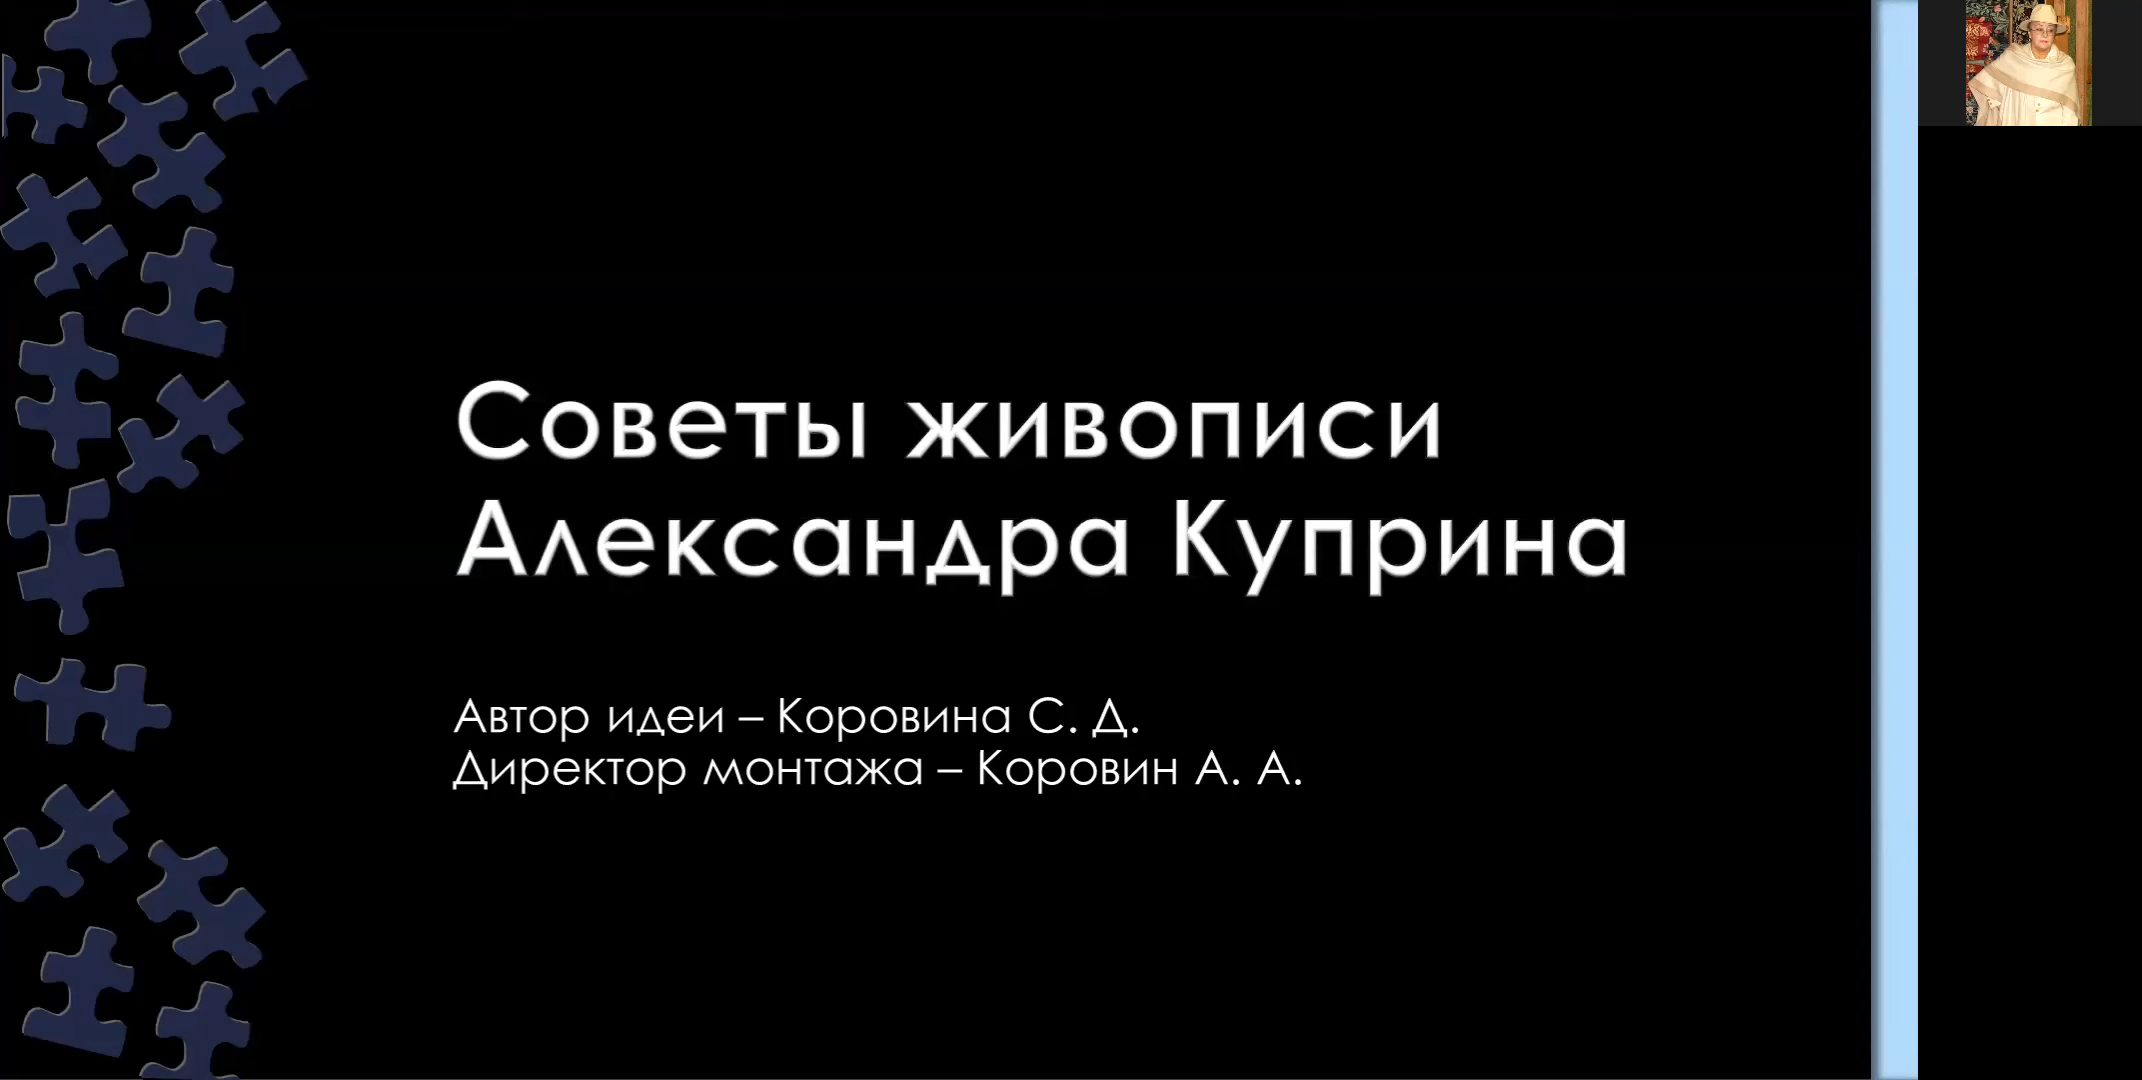 Советы живописи
Александра Куприна
Автор идеи – Коровина С. Д.
Директор монтажа – Коровин А. А.